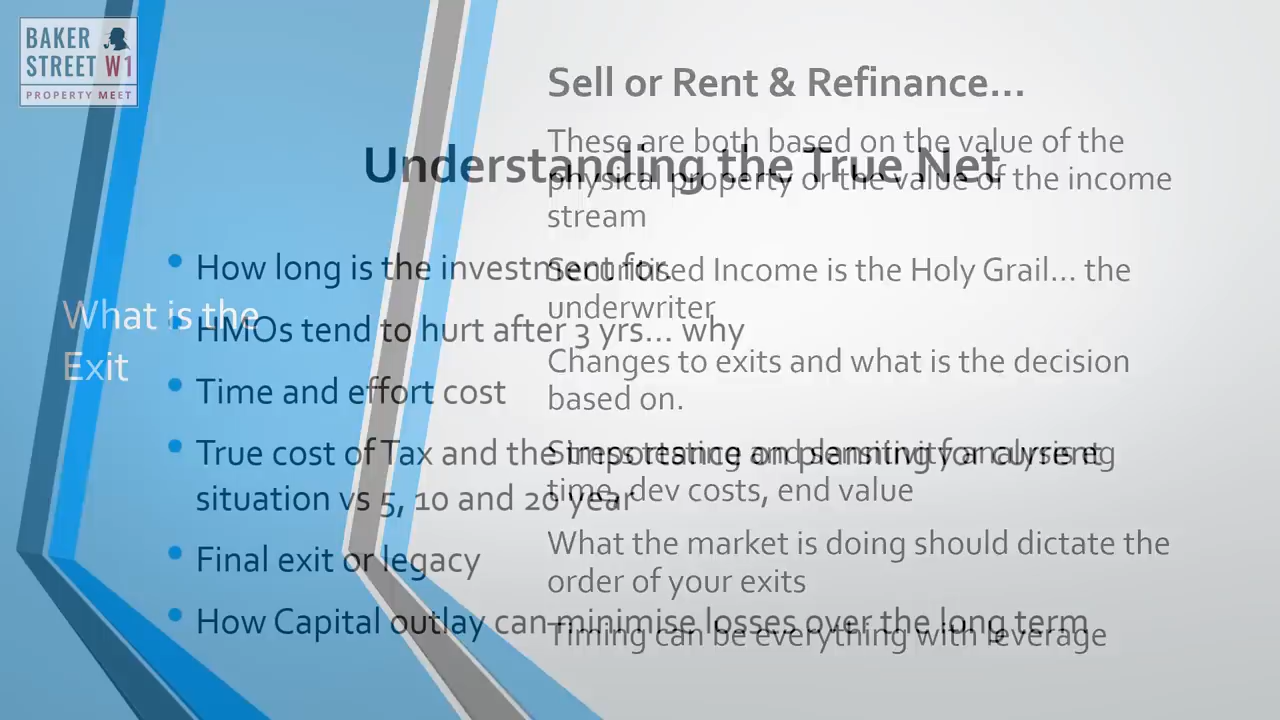 BAKER
STREET W1
PROPERTY MEET
Sell or Rent & Refinance...
These are both based on the value of the
physical property or the value of the income
stream
Securitised Income is the Holy Grail... the
underwriter
Changes to exits and what is the decision
based on.
Stress testing and sensitivity analysis eg
time, dev costs, end value
What the market is doing should dictate the
order of your exits
Timing can be everything with leverage
What is the
Exit
Understanding the True Net
How long is the investment for.
HMOs tend to hurt after 3 yrs... why
Time and effort cost
True cost of Tax and the importance on planning for current
situation vs 5, 10 and 20 year
Final exit or legacy
How Capital outlay can minimise losses over the long term